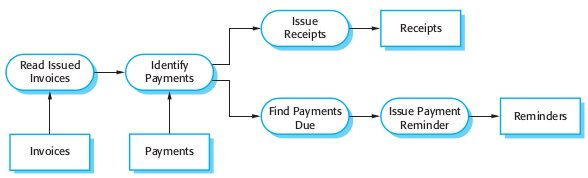 Issue
Receipts
Receipts
Read Issued
Invoices
Identify
Payments
Find Payments
Due
Issue Payment
Reminder
Reminders
Invoices
Payments